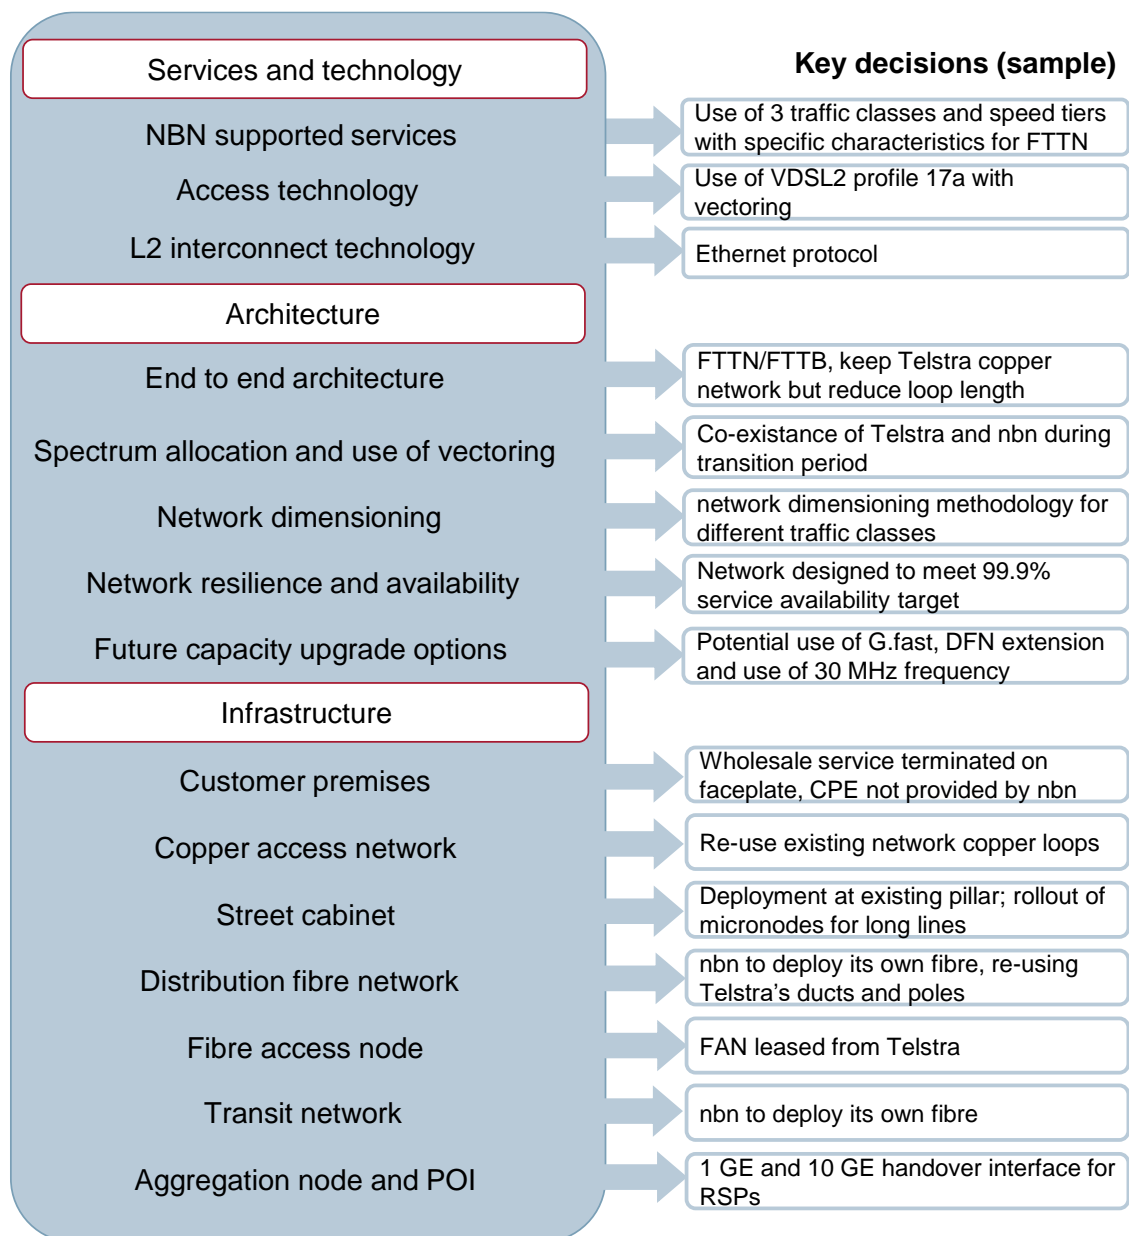 Services and technology
Key decisions (sample)
NBN supported services
Use of 3 traffic classes and speed tiers
with specific characteristics for FTTN
Access technology
Use of VDSL2 profile 17a with
vectoring
L2 interconnect technology
Ethernet protocol
Architecture
End to end architecture
FTTN/FTTB, keep Telstra copper
network but reduce loop length
Spectrum allocation and use of vectoring
Co-existance of Telstra and nbn during
transition period
Network dimensioning
network dimensioning methodology for
different traffic classes
Network resilience and availability
Network designed to meet 99.9%
service availability target
Future capacity upgrade options
Potential use of G.fast, DFN extension
and use of 30 MHz frequency
Infrastructure
Customer premises
Wholesale service terminated on
faceplate, CPE not provided by nbn
Copper access network
Re-use existing network copper loops
Street cabinet
Deployment at existing pillar; rollout of
micronodes for long lines
Distribution fibre network
nbn to deploy its own fibre, re-using
Telstra’s ducts and poles
Fibre access node
FAN leased from Telstra
Transit network
nbn to deploy its own fibre
Aggregation node and POI
1 GE and 10 GE handover interface for
RSPs